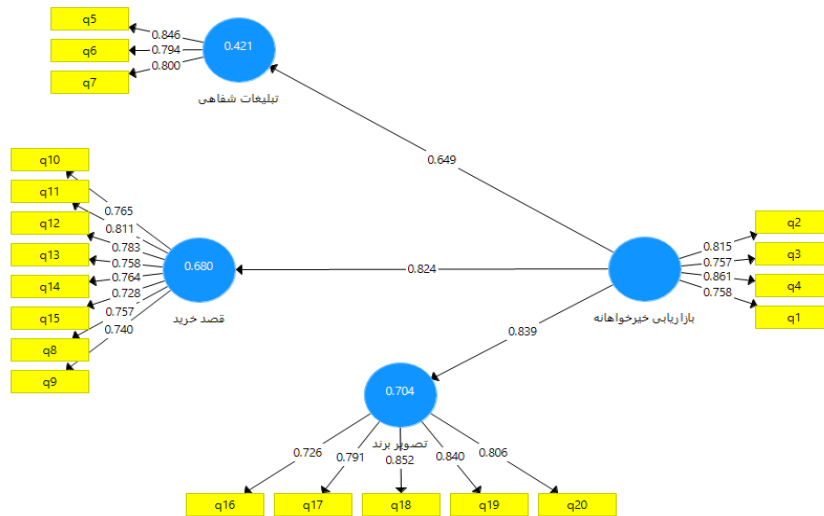 q5
q6
q7
0.846
0.794
0.800
0.421
تبلیغات شفاهی
0.649
q10
q11
q12
q13
q14
q15
q8
q9
0.765
0.811
0.783
0.758
0.764
0.728
0.757
0.740
0.680
قصد خرید
0.824
بازاریابی خیرخواهانه
0.815
0.757
0.861
0.758
q2
q3
q4
q1
0.839
0.704
تصویر برند
0.726
0.791
0.852
0.840
0.806
q16
q17
q18
q19
q20